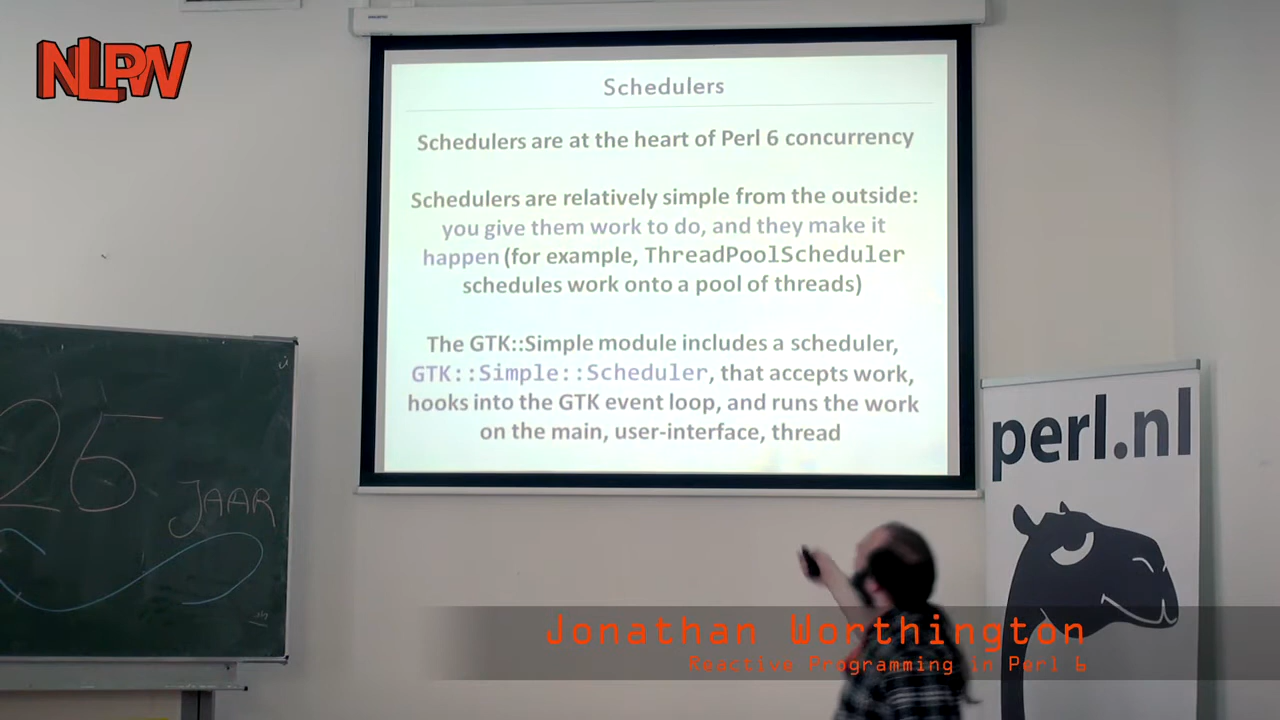 NLPW
Schedulers
Schedulers are at the heart of Perl 6 concurrency
Schedulers are relatively simple from the outside:
you give them work to do, and they make it
happen (for example, ThreadPoolScheduler
schedules work onto a pool of threads)
The GTK::Simple module includes a scheduler,
GTK::Simple::Scheduler, that accepts work,
hooks into the GTK event loop, and runs the work
on the main, user-interface, thread
25
JAAR
perl.nl
Jonathan Worthington
Reactive Programming in Perl 6